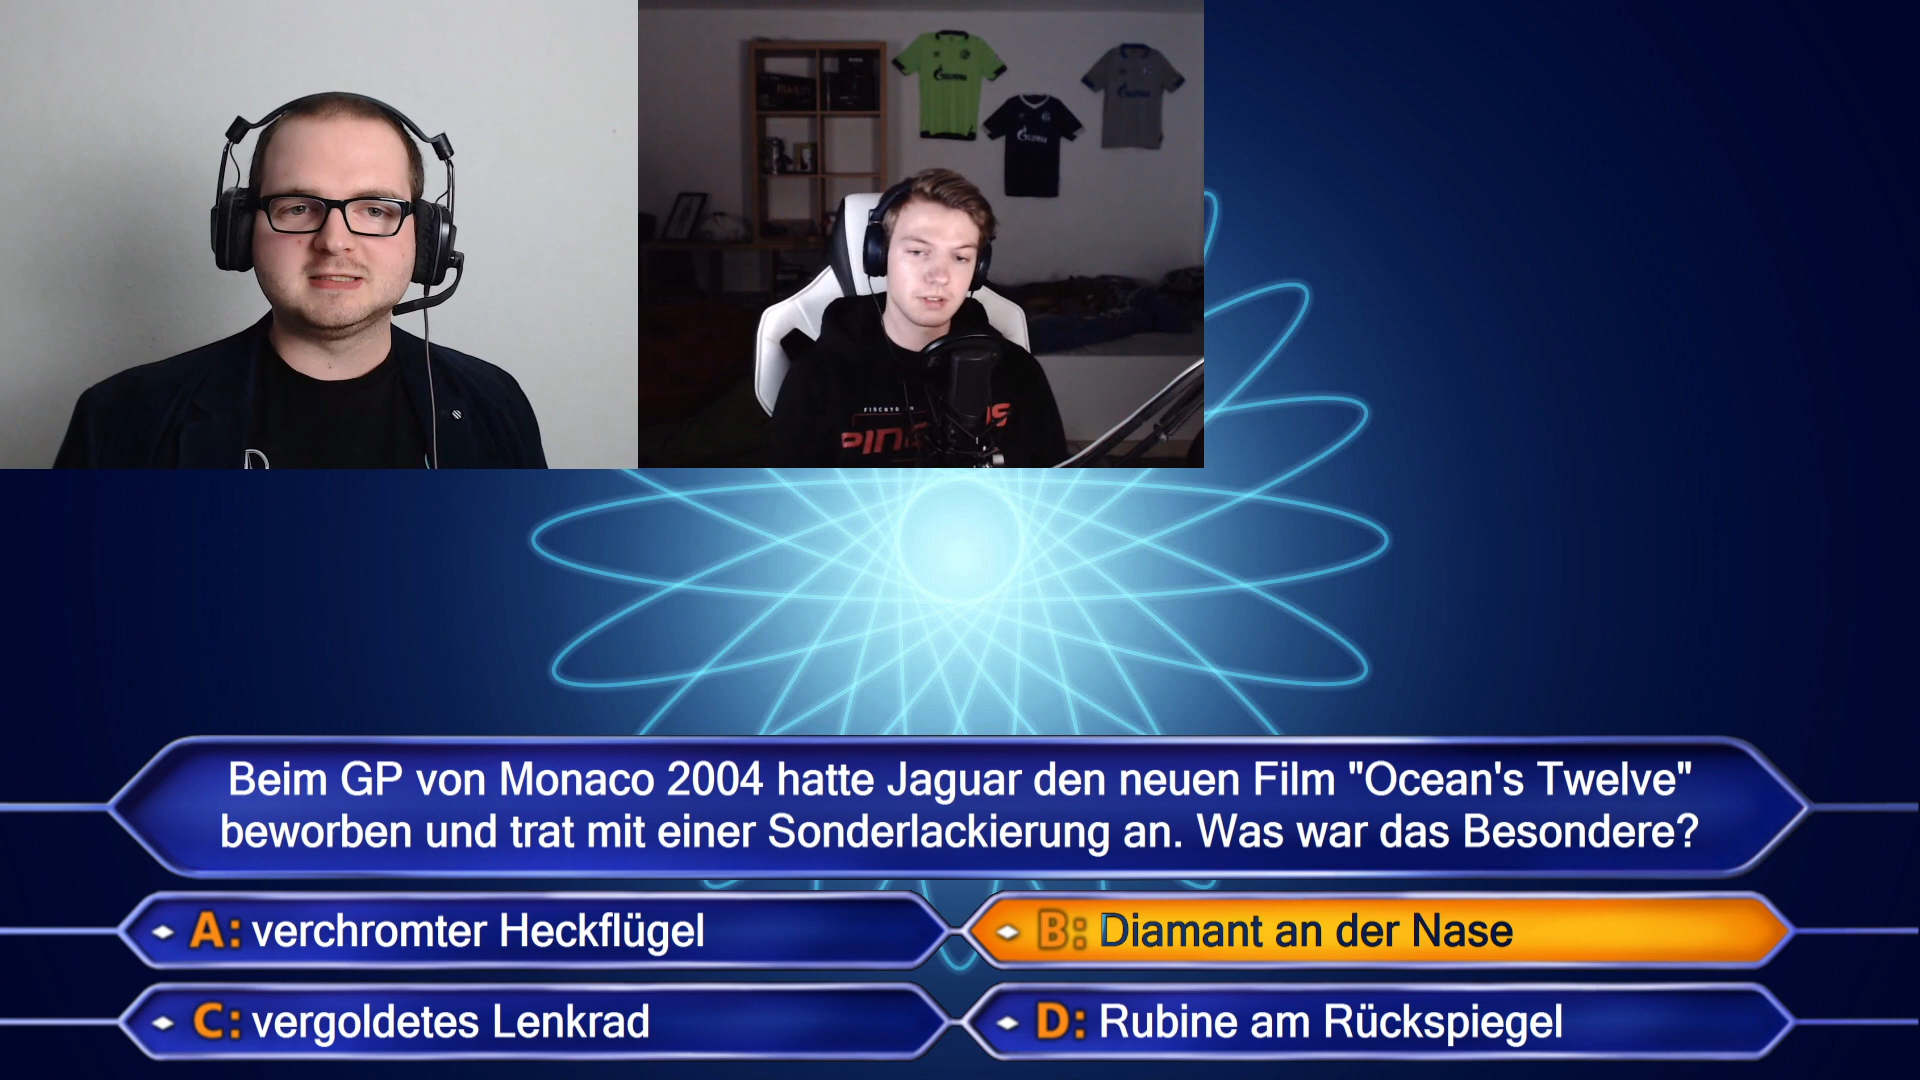 Beim GP von Monaco 2004 hatte Jaguar den neuen Film "Ocean's Twelve"
beworben und trat mit einer Sonderlackierung an. Was war das Besondere?
A: verchromter Heckflügel
B: Diamant an der Nase
C: vergoldetes Lenkrad
D: Rubine am Rückspiegel